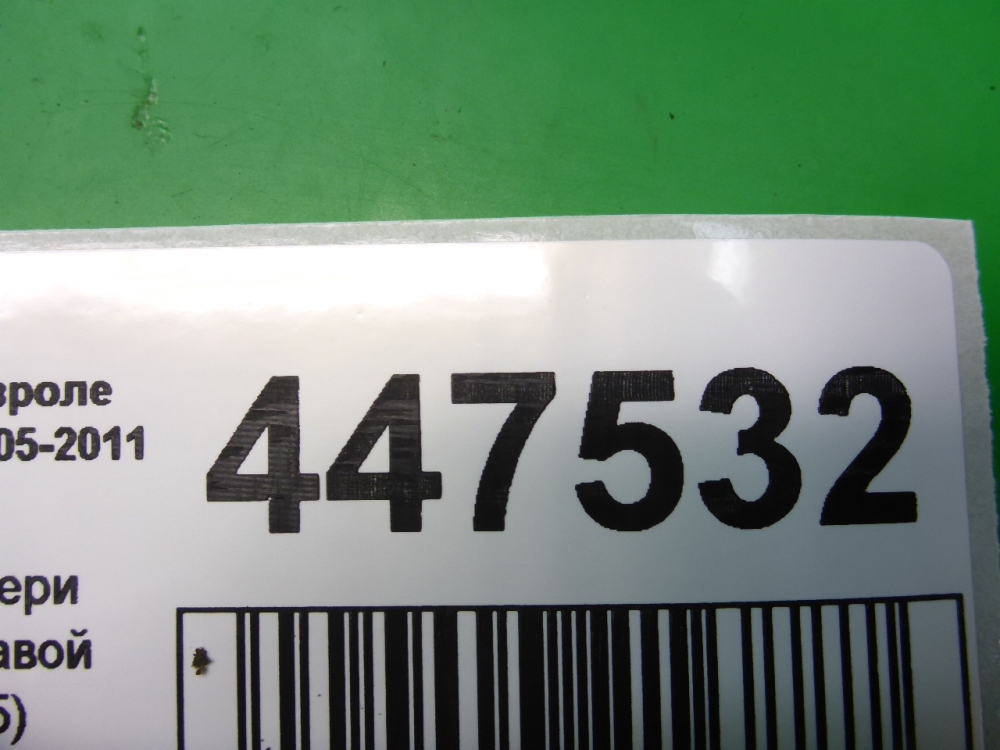 вроле
05-2011
447532
ери
авой
5)